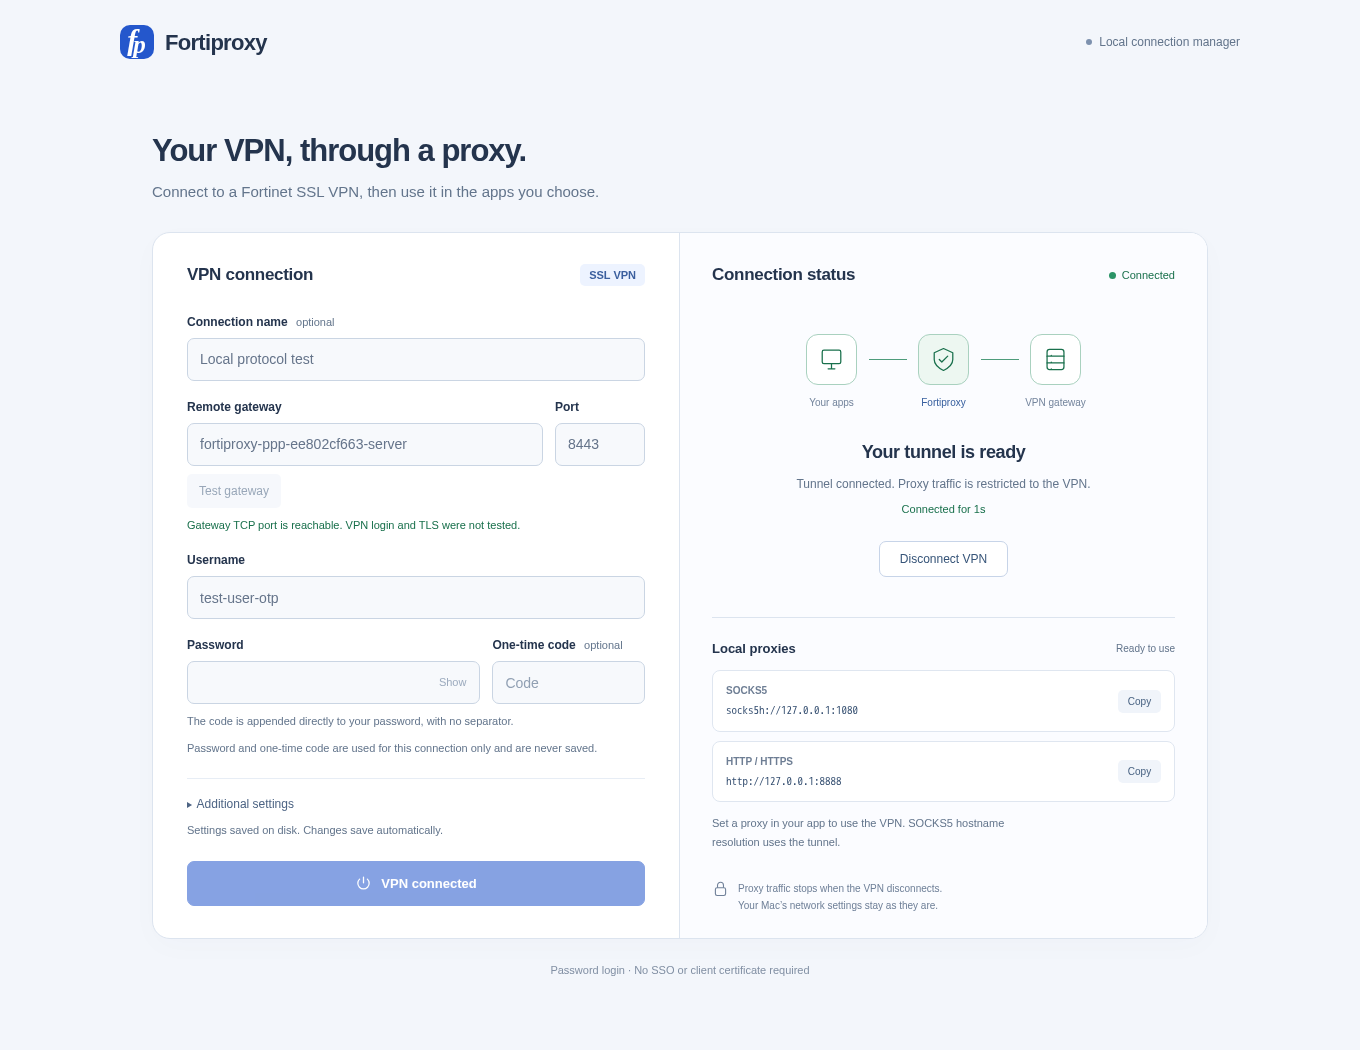 fp Fortiproxy
Local connection manager
Your VPN, through a proxy.
Connect to a Fortinet SSL VPN, then use it in the apps you choose.
VPN connection
SSL VPN
Connection name optional
Local protocol test
Remote gateway
Port
fortiproxy-ppp-ee802cf663-server
8443
Test gateway
Gateway TCP port is reachable. VPN login and TLS were not tested.
Username
test-user-otp
Password
One-time code optional
Show
Code
The code is appended directly to your password, with no separator.
Password and one-time code are used for this connection only and are never saved.
Additional settings
Settings saved on disk. Changes save automatically.
VPN connected
Connection status
Connected
Your apps
Fortiproxy
VPN gateway
Your tunnel is ready
Tunnel connected. Proxy traffic is restricted to the VPN.
Connected for 1s
Disconnect VPN
Local proxies
Ready to use
SOCKS5
socks5h://127.0.0.1:1080
Copy
HTTP / HTTPS
http://127.0.0.1:8888
Copy
Set a proxy in your app to use the VPN. SOCKS5 hostname
resolution uses the tunnel.
Proxy traffic stops when the VPN disconnects.
Your Mac’s network settings stay as they are.
Password login · No SSO or client certificate required